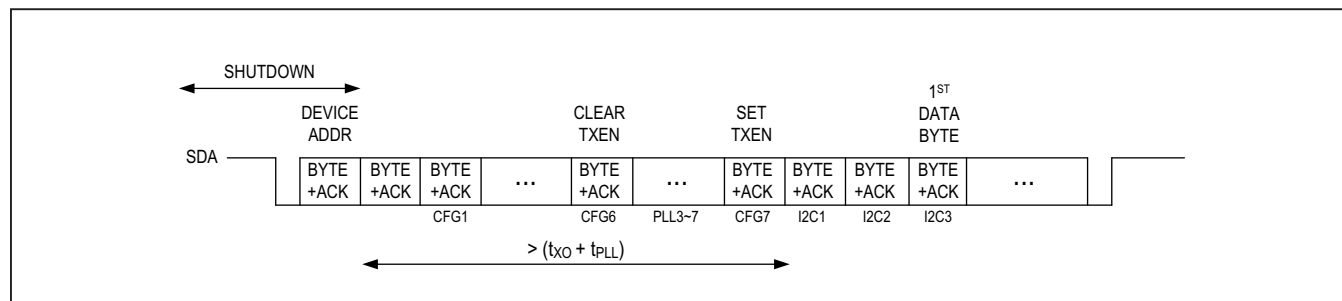 SHUTDOWN
DEVICE ADDR
CLEAR TXEN
SET TXEN
1ST DATA BYTE
SDA
BYTE +ACK
BYTE +ACK
BYTE +ACK
...
BYTE +ACK
...
BYTE +ACK
BYTE +ACK
BYTE +ACK
BYTE +ACK
...
CFG1 CFG6 PLL3~7 CFG7 I2C1 I2C2 I2C3
> (tXO + tPLL)